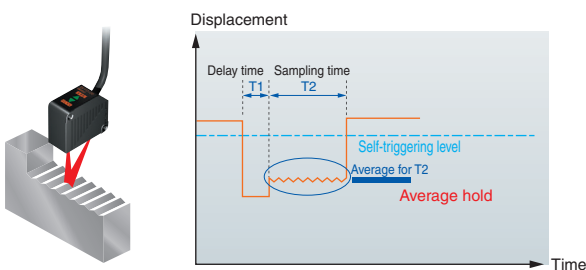 Displacement
Delay time Sampling time
T1 T2
Self-triggering level
Average for T2
Average hold
Time